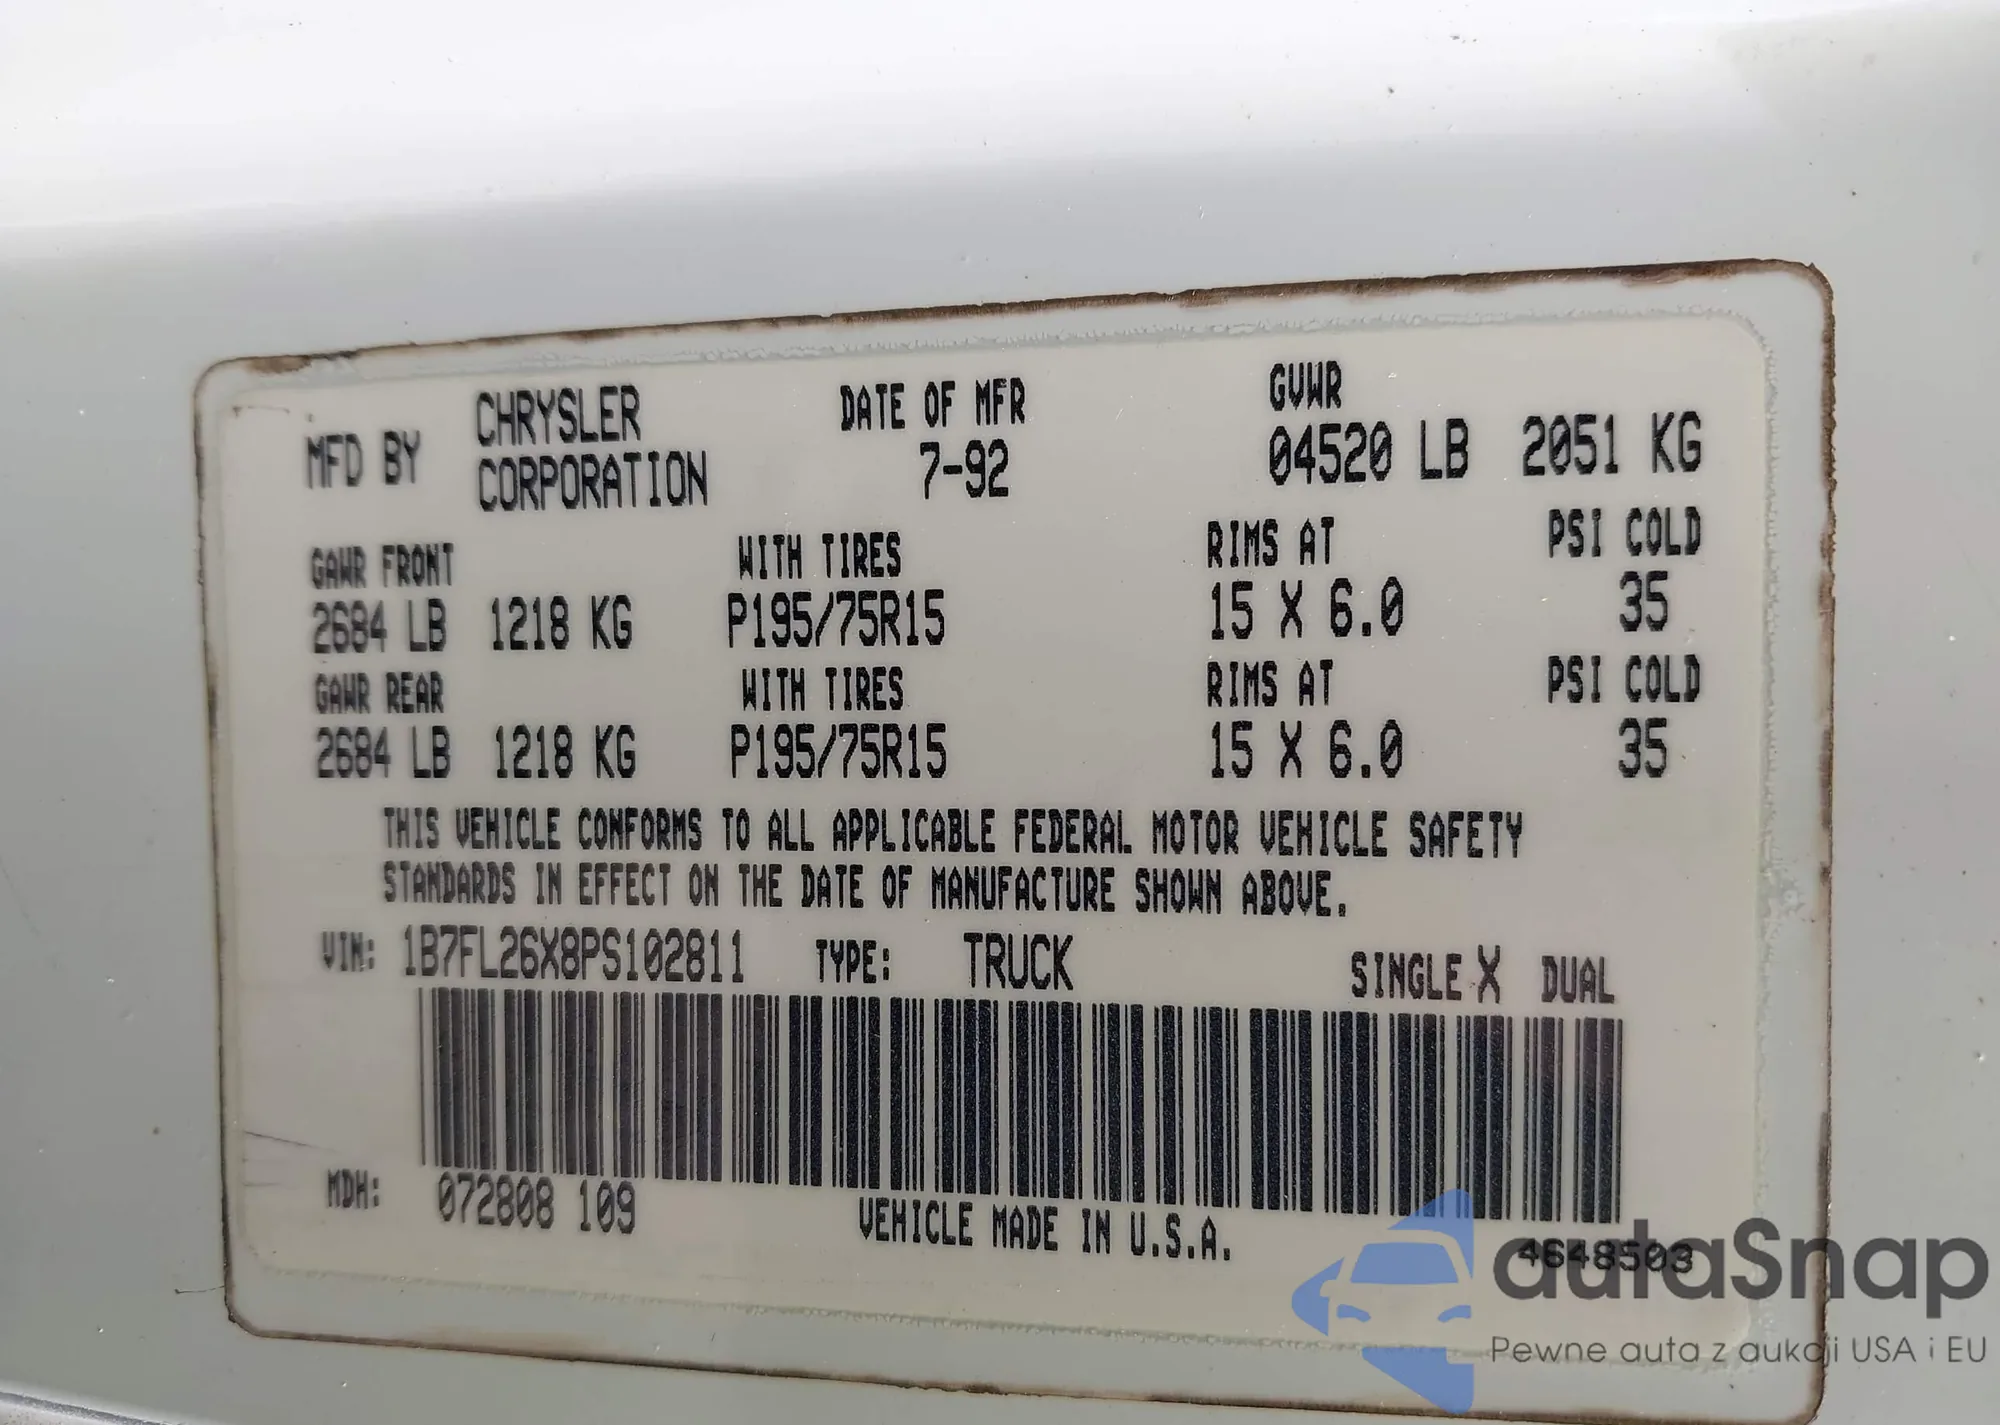 MFD BY CHRYSLER CORPORATION DATE OF MFR 7-92 GVWR 04520 LB 2051 KG
GAWR FRONT WITH TIRES RIMS AT PSI COLD
2684 LB 1218 KG P195/75R15 15 X 6.0 35
GAWR REAR WITH TIRES RIMS AT PSI COLD
2684 LB 1218 KG P195/75R15 15 X 6.0 35
THIS VEHICLE CONFORMS TO ALL APPLICABLE FEDERAL MOTOR VEHICLE SAFETY
STANDARDS IN EFFECT ON THE DATE OF MANUFACTURE SHOWN ABOVE.
VIN: 1B7FL26X8PS102811 TYPE: TRUCK SINGLE X DUAL
MDH: 072808 109 VEHICLE MADE IN U.S.A. 4648503
autaSnap
Pewne auta z aukcji USA i EU